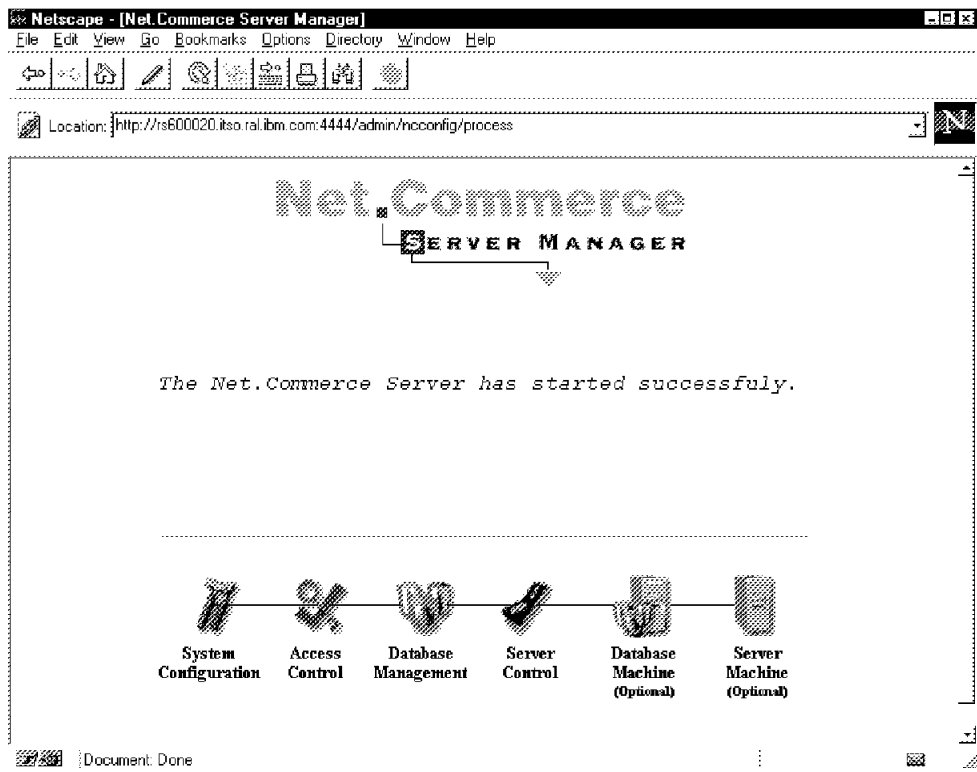 Netscape - [Net.Commerce Server Manager]
File Edit View Go Bookmarks Options Directory Window Help
Location: http://rs600020.itso.ral.ibm.com:4444/admin/ncconfig/process
N
Net.Commerce
SERVER MANAGER
The Net.Commerce Server has started successfuly.
System Configuration
Access Control
Database Management
Server Control
Database Machine (Optional)
Server Machine (Optional)
Document: Done